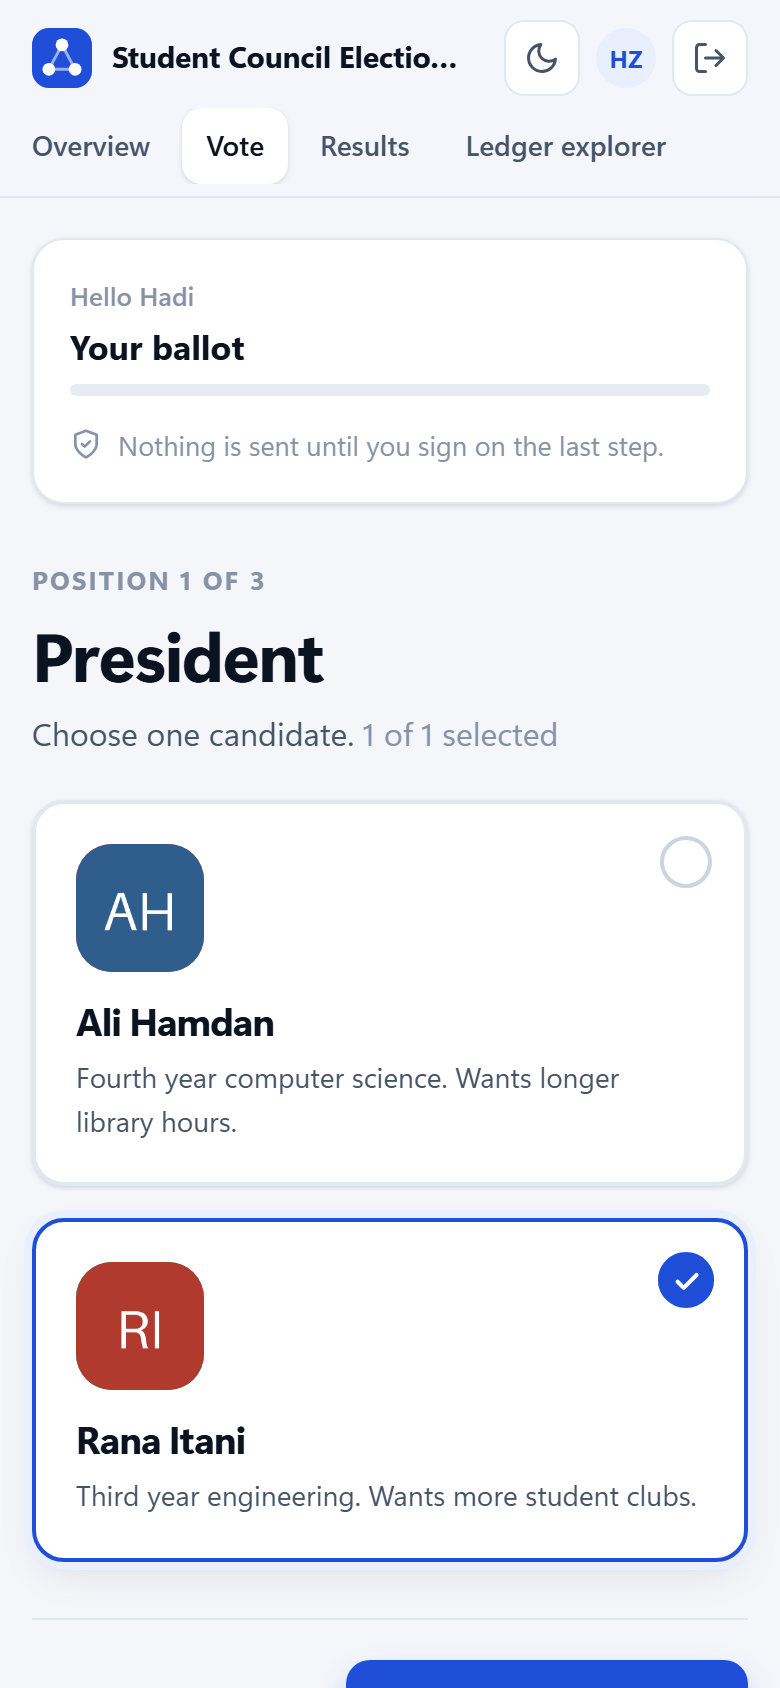 Student Council Electio...
HZ
Overview
Vote
Results
Ledger explorer
Hello Hadi
Your ballot
Nothing is sent until you sign on the last step.
POSITION 1 OF 3
President
Choose one candidate. 1 of 1 selected
AH
Ali Hamdan
Fourth year computer science. Wants longer
library hours.
RI
Rana Itani
Third year engineering. Wants more student clubs.